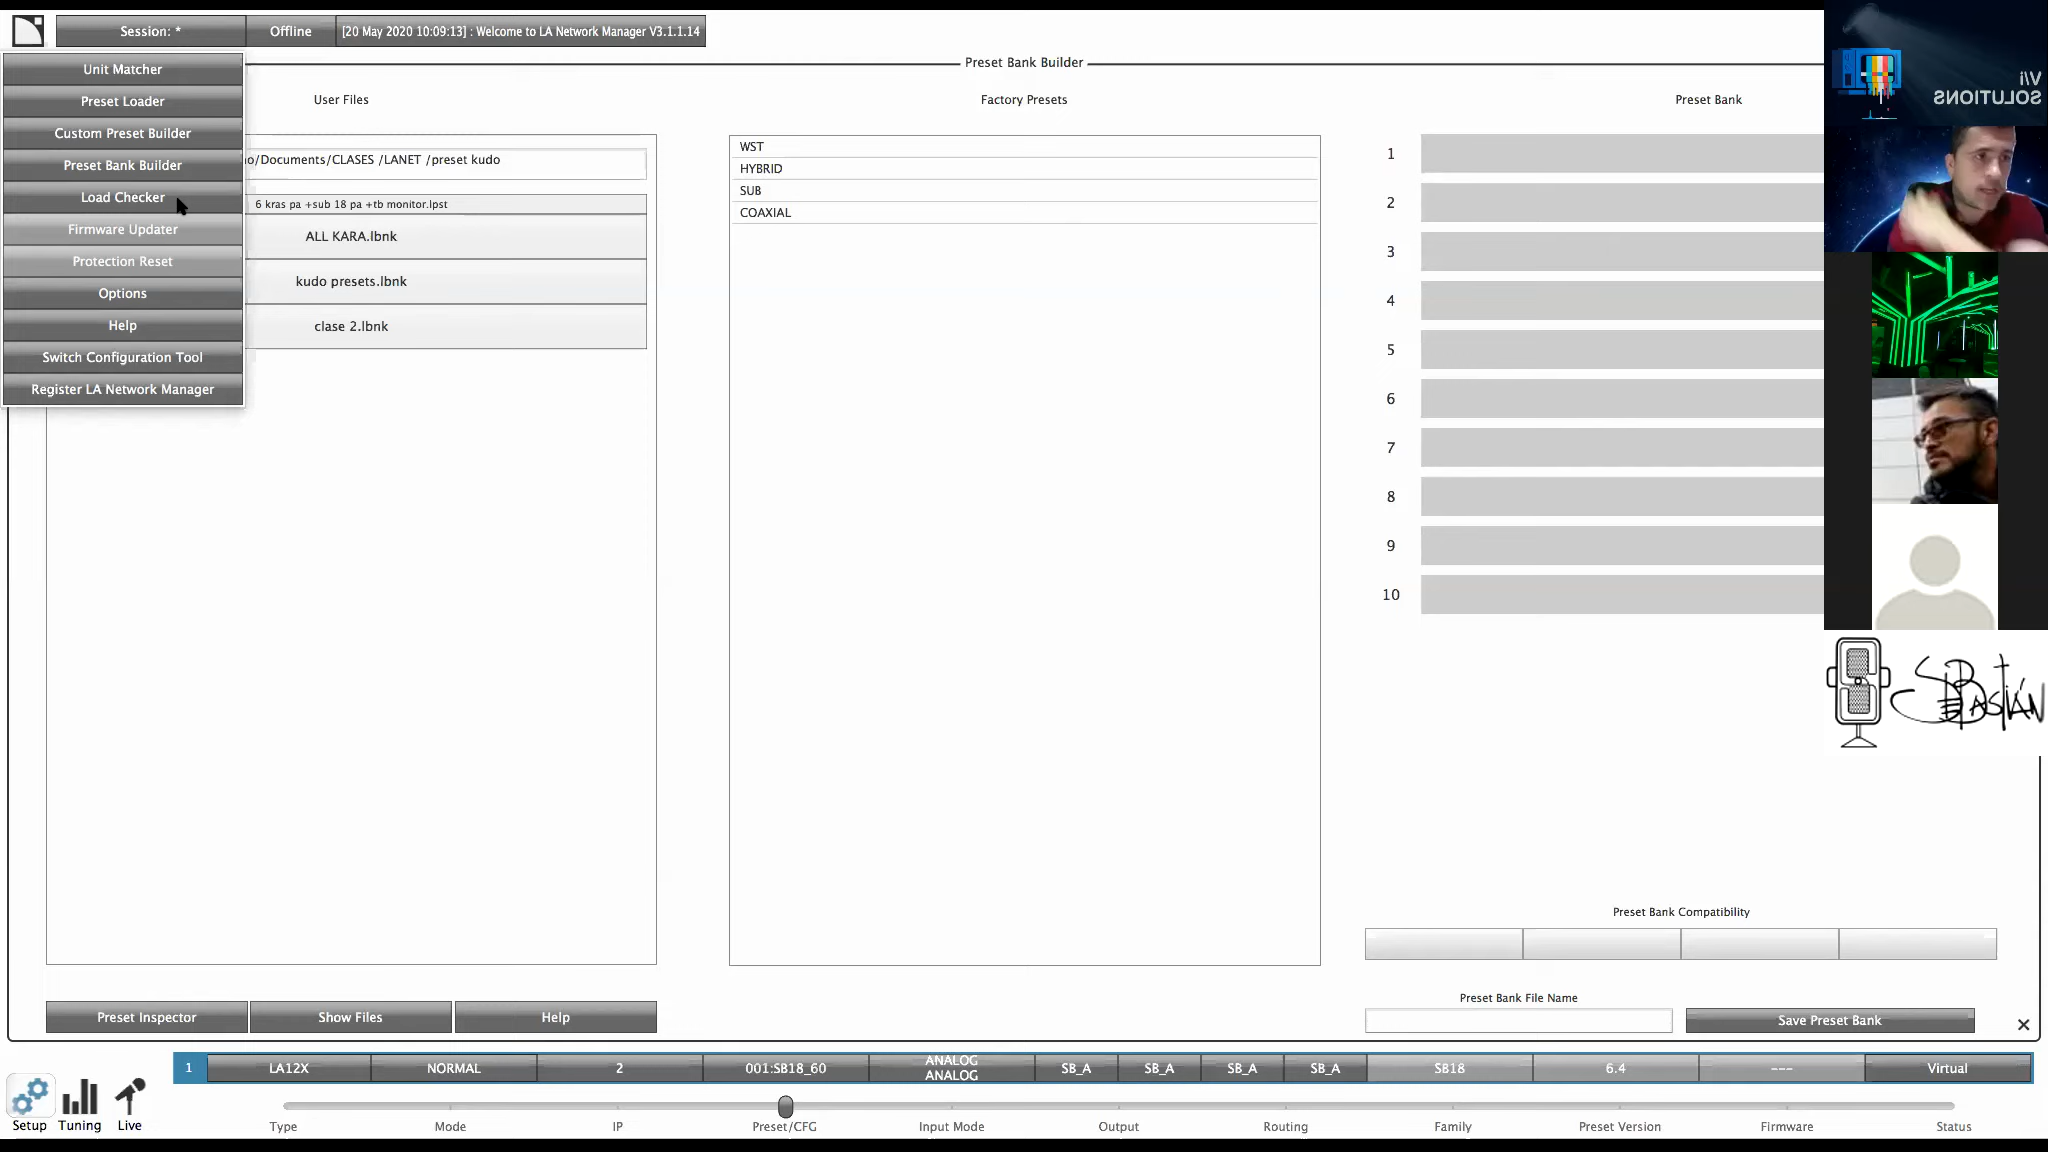 Session: *
Offline
[20 May 2020 10:09:13] : Welcome to LA Network Manager V3.1.1.14
Unit Matcher
Preset Loader
Custom Preset Builder
Preset Bank Builder
Load Checker
Firmware Updater
Protection Reset
Options
Help
Switch Configuration Tool
Register LA Network Manager
Preset Bank Builder
User Files
o/Documents/CLASES /LANET /preset kudo
6 kras pa +sub 18 pa +tb monitor.lpst
ALL KARA.lbnk
kudo presets.lbnk
clase 2.lbnk
Factory Presets
WST
HYBRID
SUB
COAXIAL
Preset Bank
1
2
3
4
5
6
7
8
9
10
Preset Bank Compatibility
Preset Bank File Name
Save Preset Bank
Preset Inspector
Show Files
Help
1
LA12X
NORMAL
2
001:SB18_60
ANALOG
ANALOG
SB_A
SB_A
SB_A
SB_A
SB18
6.4
---
Virtual
Setup
Tuning
Live
Type
Mode
IP
Preset/CFG
Input Mode
Output
Routing
Family
Preset Version
Firmware
Status
SOLUTIONS
SEBASTIÁN